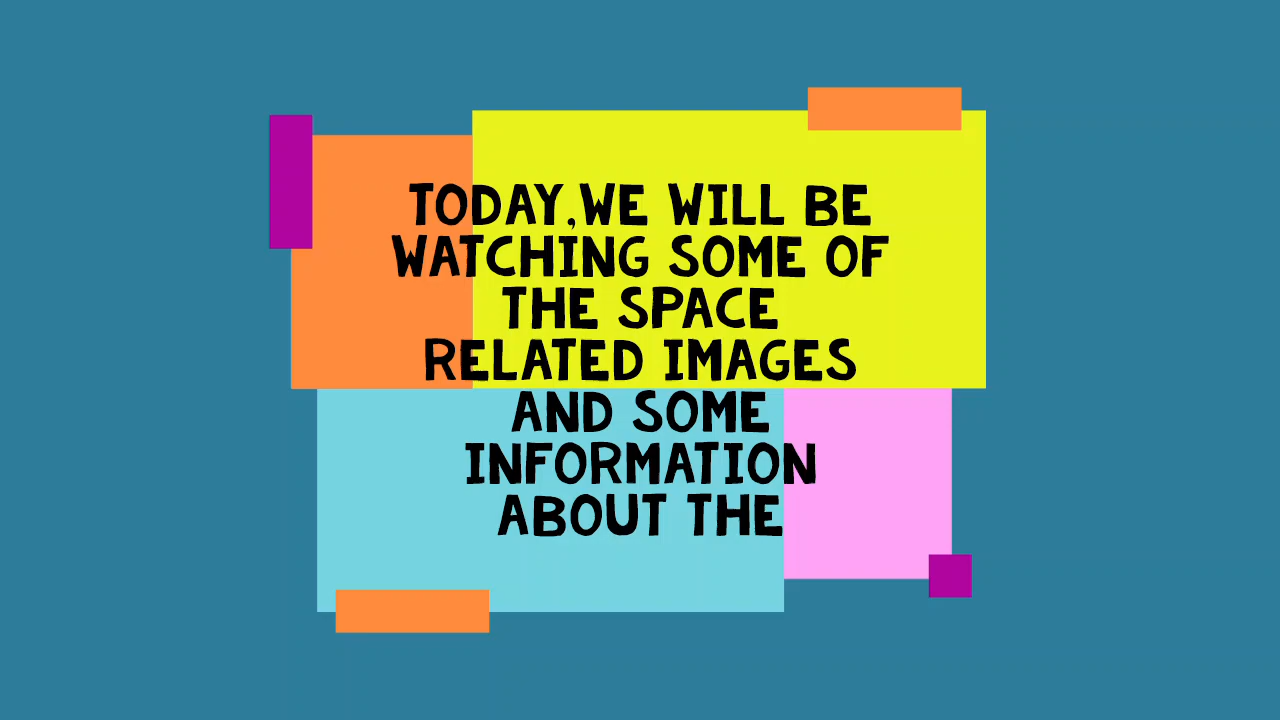 TODAY,WE WILL BE
WATCHING SOME OF
THE SPACE
RELATED IMAGES
AND SOME
INFORMATION
ABOUT THE